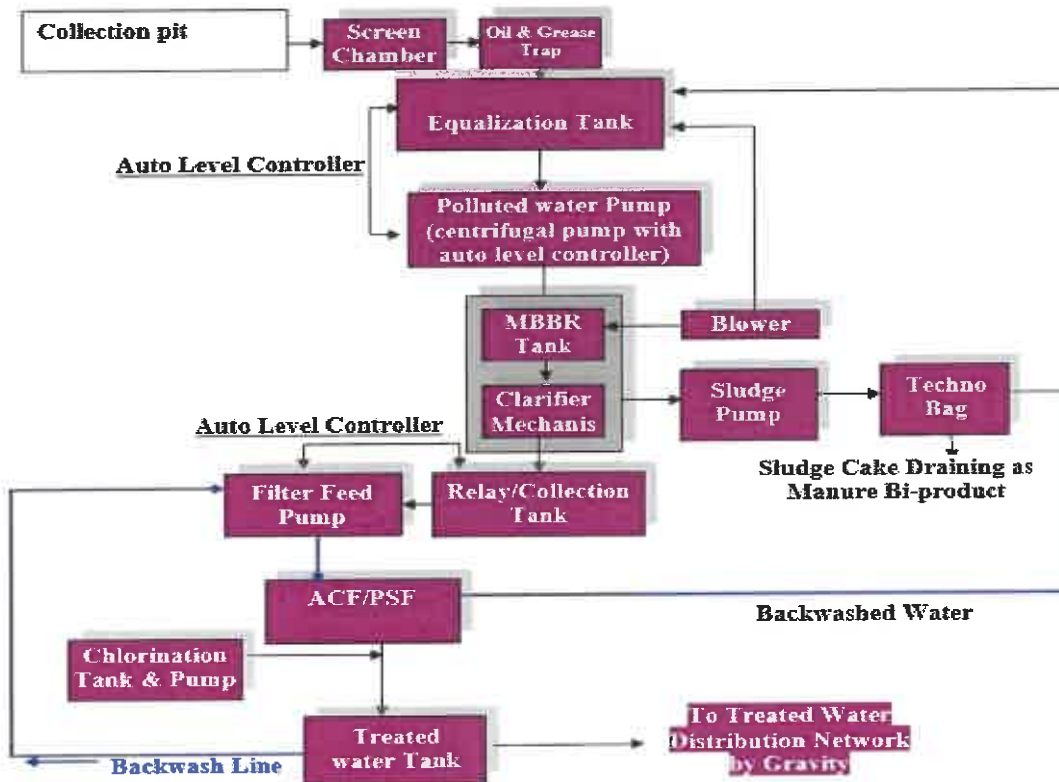 Collection pit
Screen
Chamber
Oil & Grease
Trap
Equalization Tank
Auto Level Controller
Polluted water Pump
(centrifugal pump with
auto level controller)
MBBR
Tank
Blower
Clarifier
Mechanis
Sludge
Pump
Techno
Bag
Auto Level Controller
Sludge Cake Draining as
Manure Bi-product
Filter Feed
Pump
Relay/Collection
Tank
ACF/PSF
Backwashed Water
Chlorination
Tank & Pump
Treated
water Tank
To Treated Water
Distribution Network
by Gravity
Backwash Line